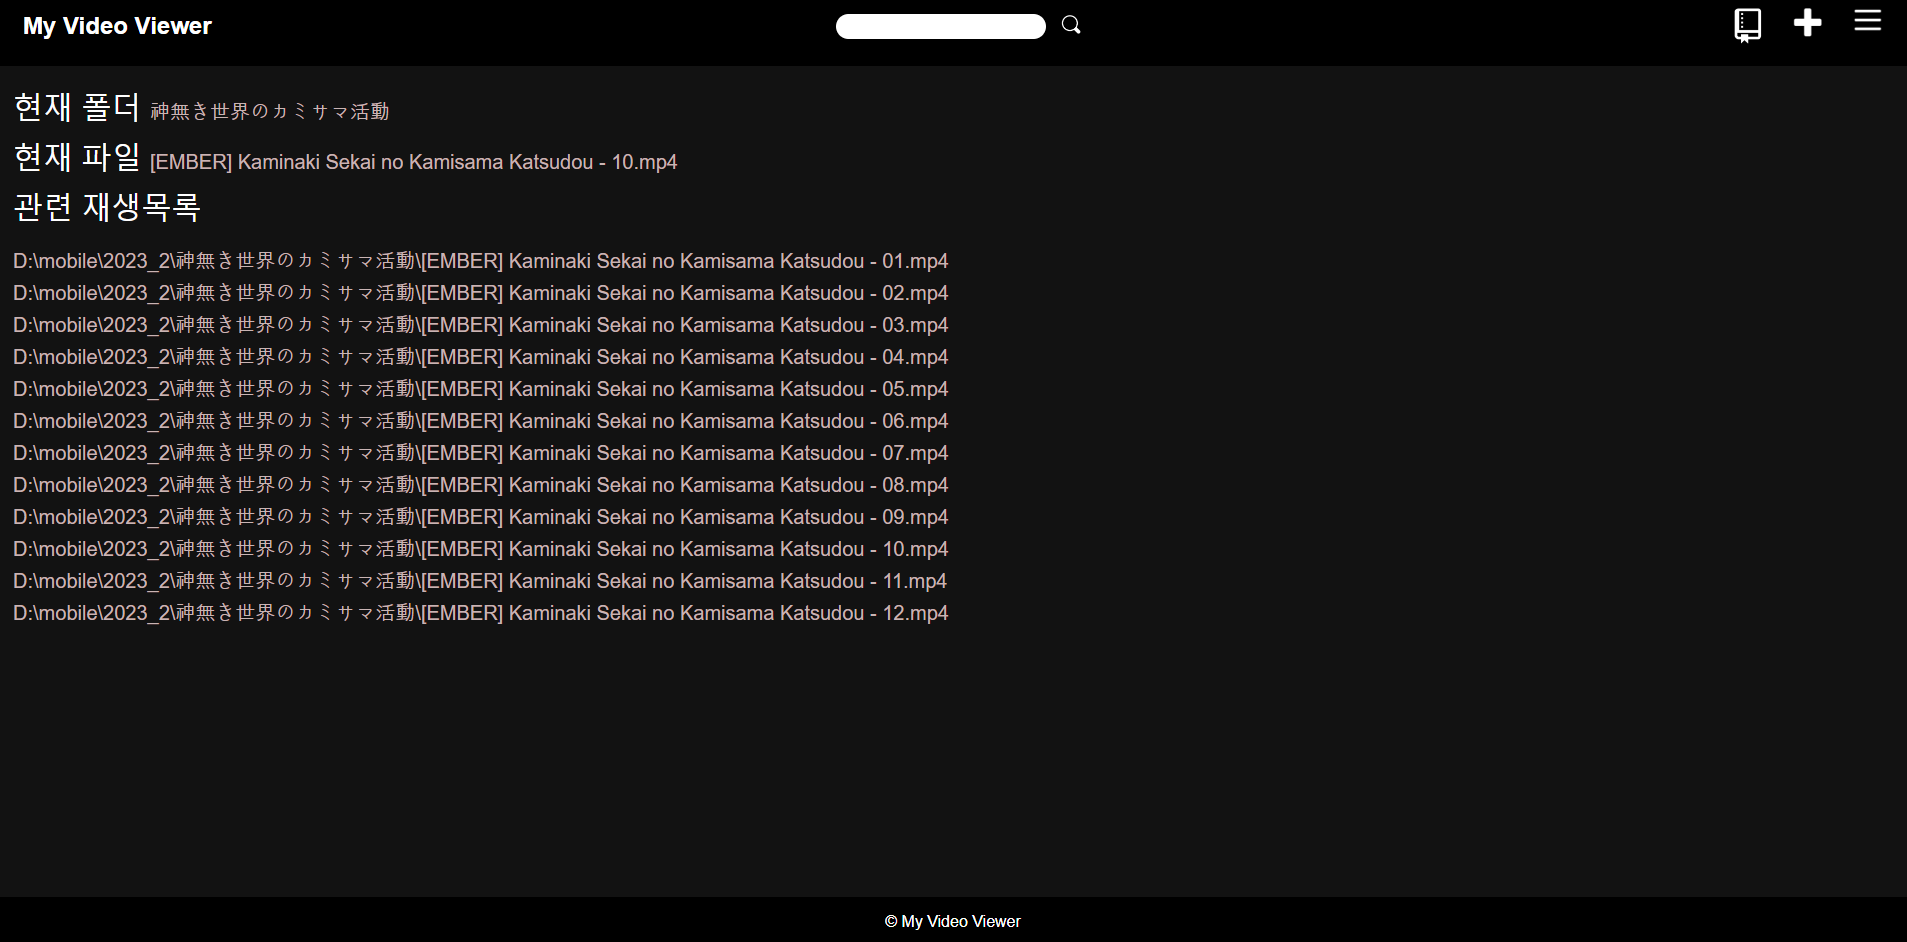 My Video Viewer
현재 폴더 神無き世界のカミサマ活動
현재 파일 [EMBER] Kaminaki Sekai no Kamisama Katsudou - 10.mp4
관련 재생목록
D:\mobile\2023_2\神無き世界のカミサマ活動\[EMBER] Kaminaki Sekai no Kamisama Katsudou - 01.mp4
D:\mobile\2023_2\神無き世界のカミサマ活動\[EMBER] Kaminaki Sekai no Kamisama Katsudou - 02.mp4
D:\mobile\2023_2\神無き世界のカミサマ活動\[EMBER] Kaminaki Sekai no Kamisama Katsudou - 03.mp4
D:\mobile\2023_2\神無き世界のカミサマ活動\[EMBER] Kaminaki Sekai no Kamisama Katsudou - 04.mp4
D:\mobile\2023_2\神無き世界のカミサマ活動\[EMBER] Kaminaki Sekai no Kamisama Katsudou - 05.mp4
D:\mobile\2023_2\神無き世界のカミサマ活動\[EMBER] Kaminaki Sekai no Kamisama Katsudou - 06.mp4
D:\mobile\2023_2\神無き世界のカミサマ活動\[EMBER] Kaminaki Sekai no Kamisama Katsudou - 07.mp4
D:\mobile\2023_2\神無き世界のカミサマ活動\[EMBER] Kaminaki Sekai no Kamisama Katsudou - 08.mp4
D:\mobile\2023_2\神無き世界のカミサマ活動\[EMBER] Kaminaki Sekai no Kamisama Katsudou - 09.mp4
D:\mobile\2023_2\神無き世界のカミサマ活動\[EMBER] Kaminaki Sekai no Kamisama Katsudou - 10.mp4
D:\mobile\2023_2\神無き世界のカミサマ活動\[EMBER] Kaminaki Sekai no Kamisama Katsudou - 11.mp4
D:\mobile\2023_2\神無き世界のカミサマ活動\[EMBER] Kaminaki Sekai no Kamisama Katsudou - 12.mp4
© My Video Viewer